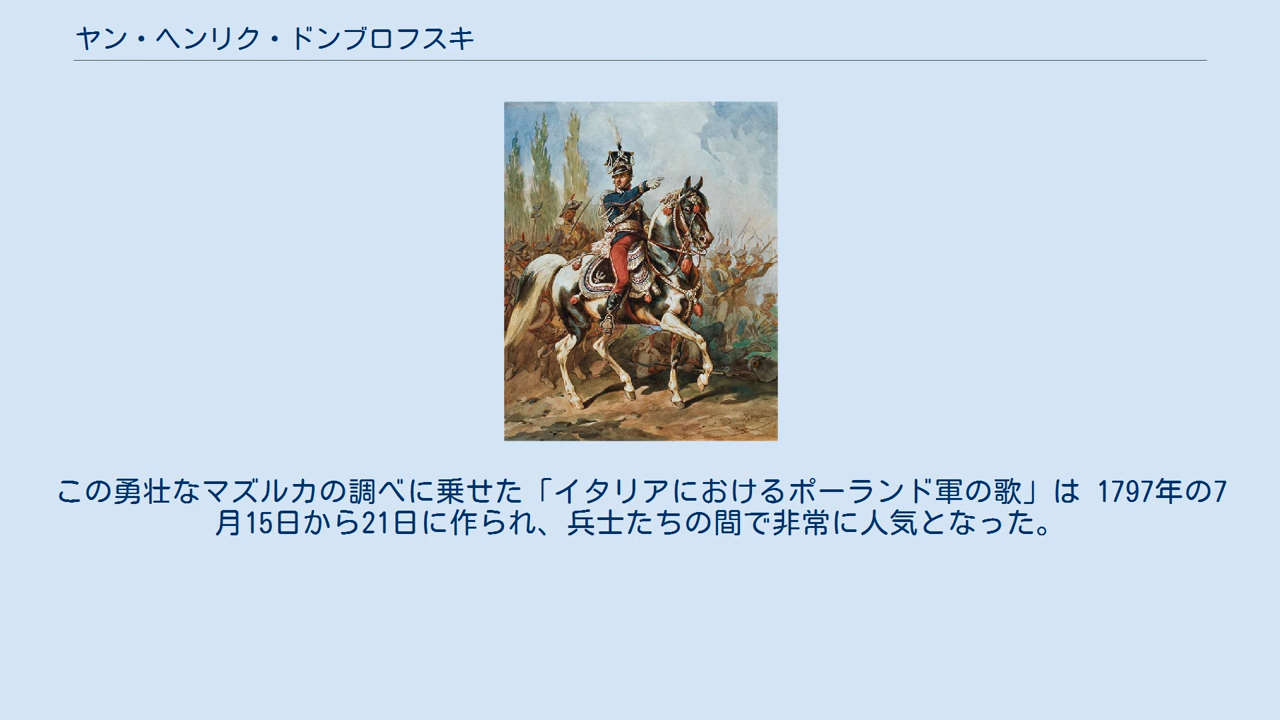 ヤン・ヘンリク・ドンブロフスキ
この勇壮なマズルカの調べに乗せた「イタリアにおけるポーランド軍の歌」は 1797年の7
月15日から21日に作られ、兵士たちの間で非常に人気となった。